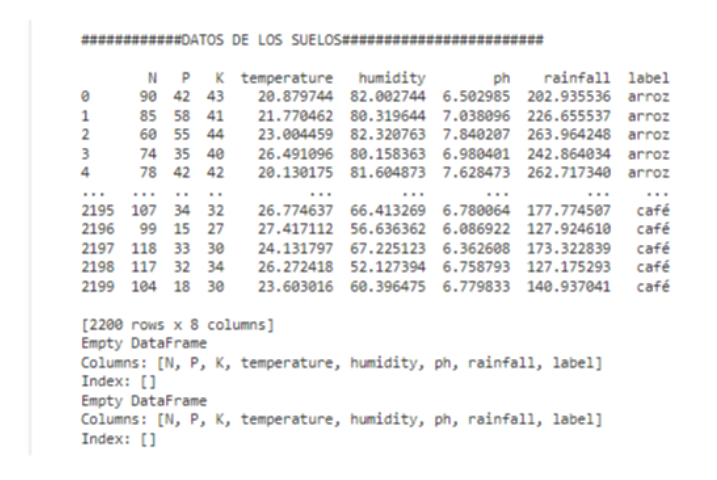 ############DATOS DE LOS SUELOS########################
N P K temperature humidity ph rainfall label
0 90 42 43 20.879744 82.002744 6.502985 202.935536 arroz
1 85 58 41 21.770462 80.319644 7.038096 226.655537 arroz
2 60 55 44 23.004459 82.320763 7.840207 263.964248 arroz
3 74 35 40 26.491096 80.158363 6.980401 242.864034 arroz
4 78 42 42 20.130175 81.604873 7.628473 262.717340 arroz
... ... .. .. ... ... ... ... ...
2195 107 34 32 26.774637 66.413269 6.780064 177.774507 café
2196 99 15 27 27.417112 56.636362 6.086922 127.924610 café
2197 118 33 30 24.131797 67.225123 6.362608 173.322839 café
2198 117 32 34 26.272418 52.127394 6.758793 127.175293 café
2199 104 18 30 23.603016 60.396475 6.779833 140.937041 café
[2200 rows x 8 columns]
Empty DataFrame
Columns: [N, P, K, temperature, humidity, ph, rainfall, label]
Index: []
Empty DataFrame
Columns: [N, P, K, temperature, humidity, ph, rainfall, label]
Index: []